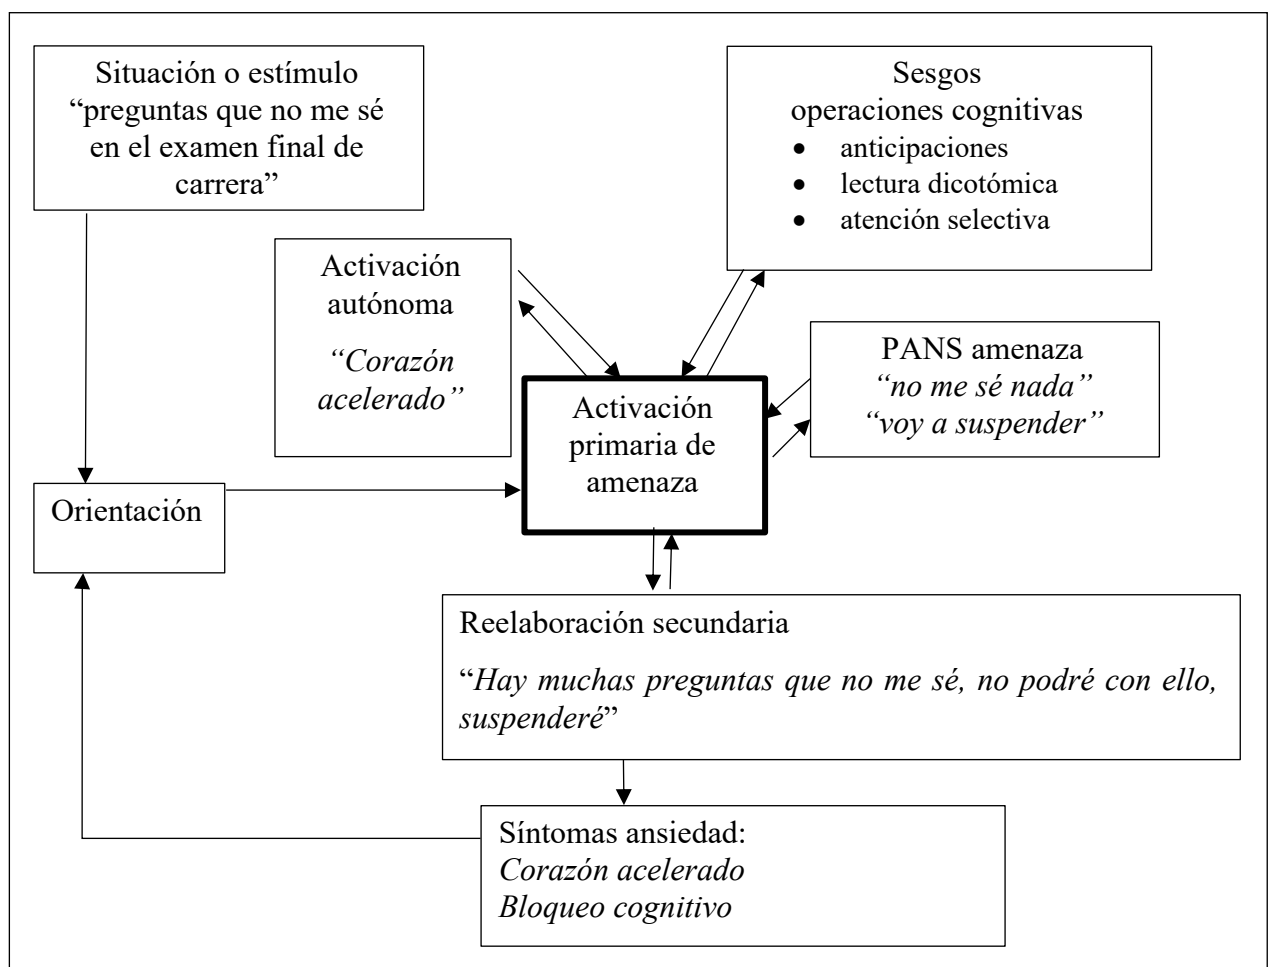 Situación o estímulo
“preguntas que no me sé
en el examen final de
carrera”
Sesgos
operaciones cognitivas
• anticipaciones
• lectura dicotómica
• atención selectiva
Activación
autónoma
“Corazón
acelerado”
PANS amenaza
“no me sé nada”
“voy a suspender”
Activación
primaria de
amenaza
Orientación
Reelaboración secundaria
“Hay muchas preguntas que no me sé, no podré con ello,
suspenderé”
Síntomas ansiedad:
Corazón acelerado
Bloqueo cognitivo